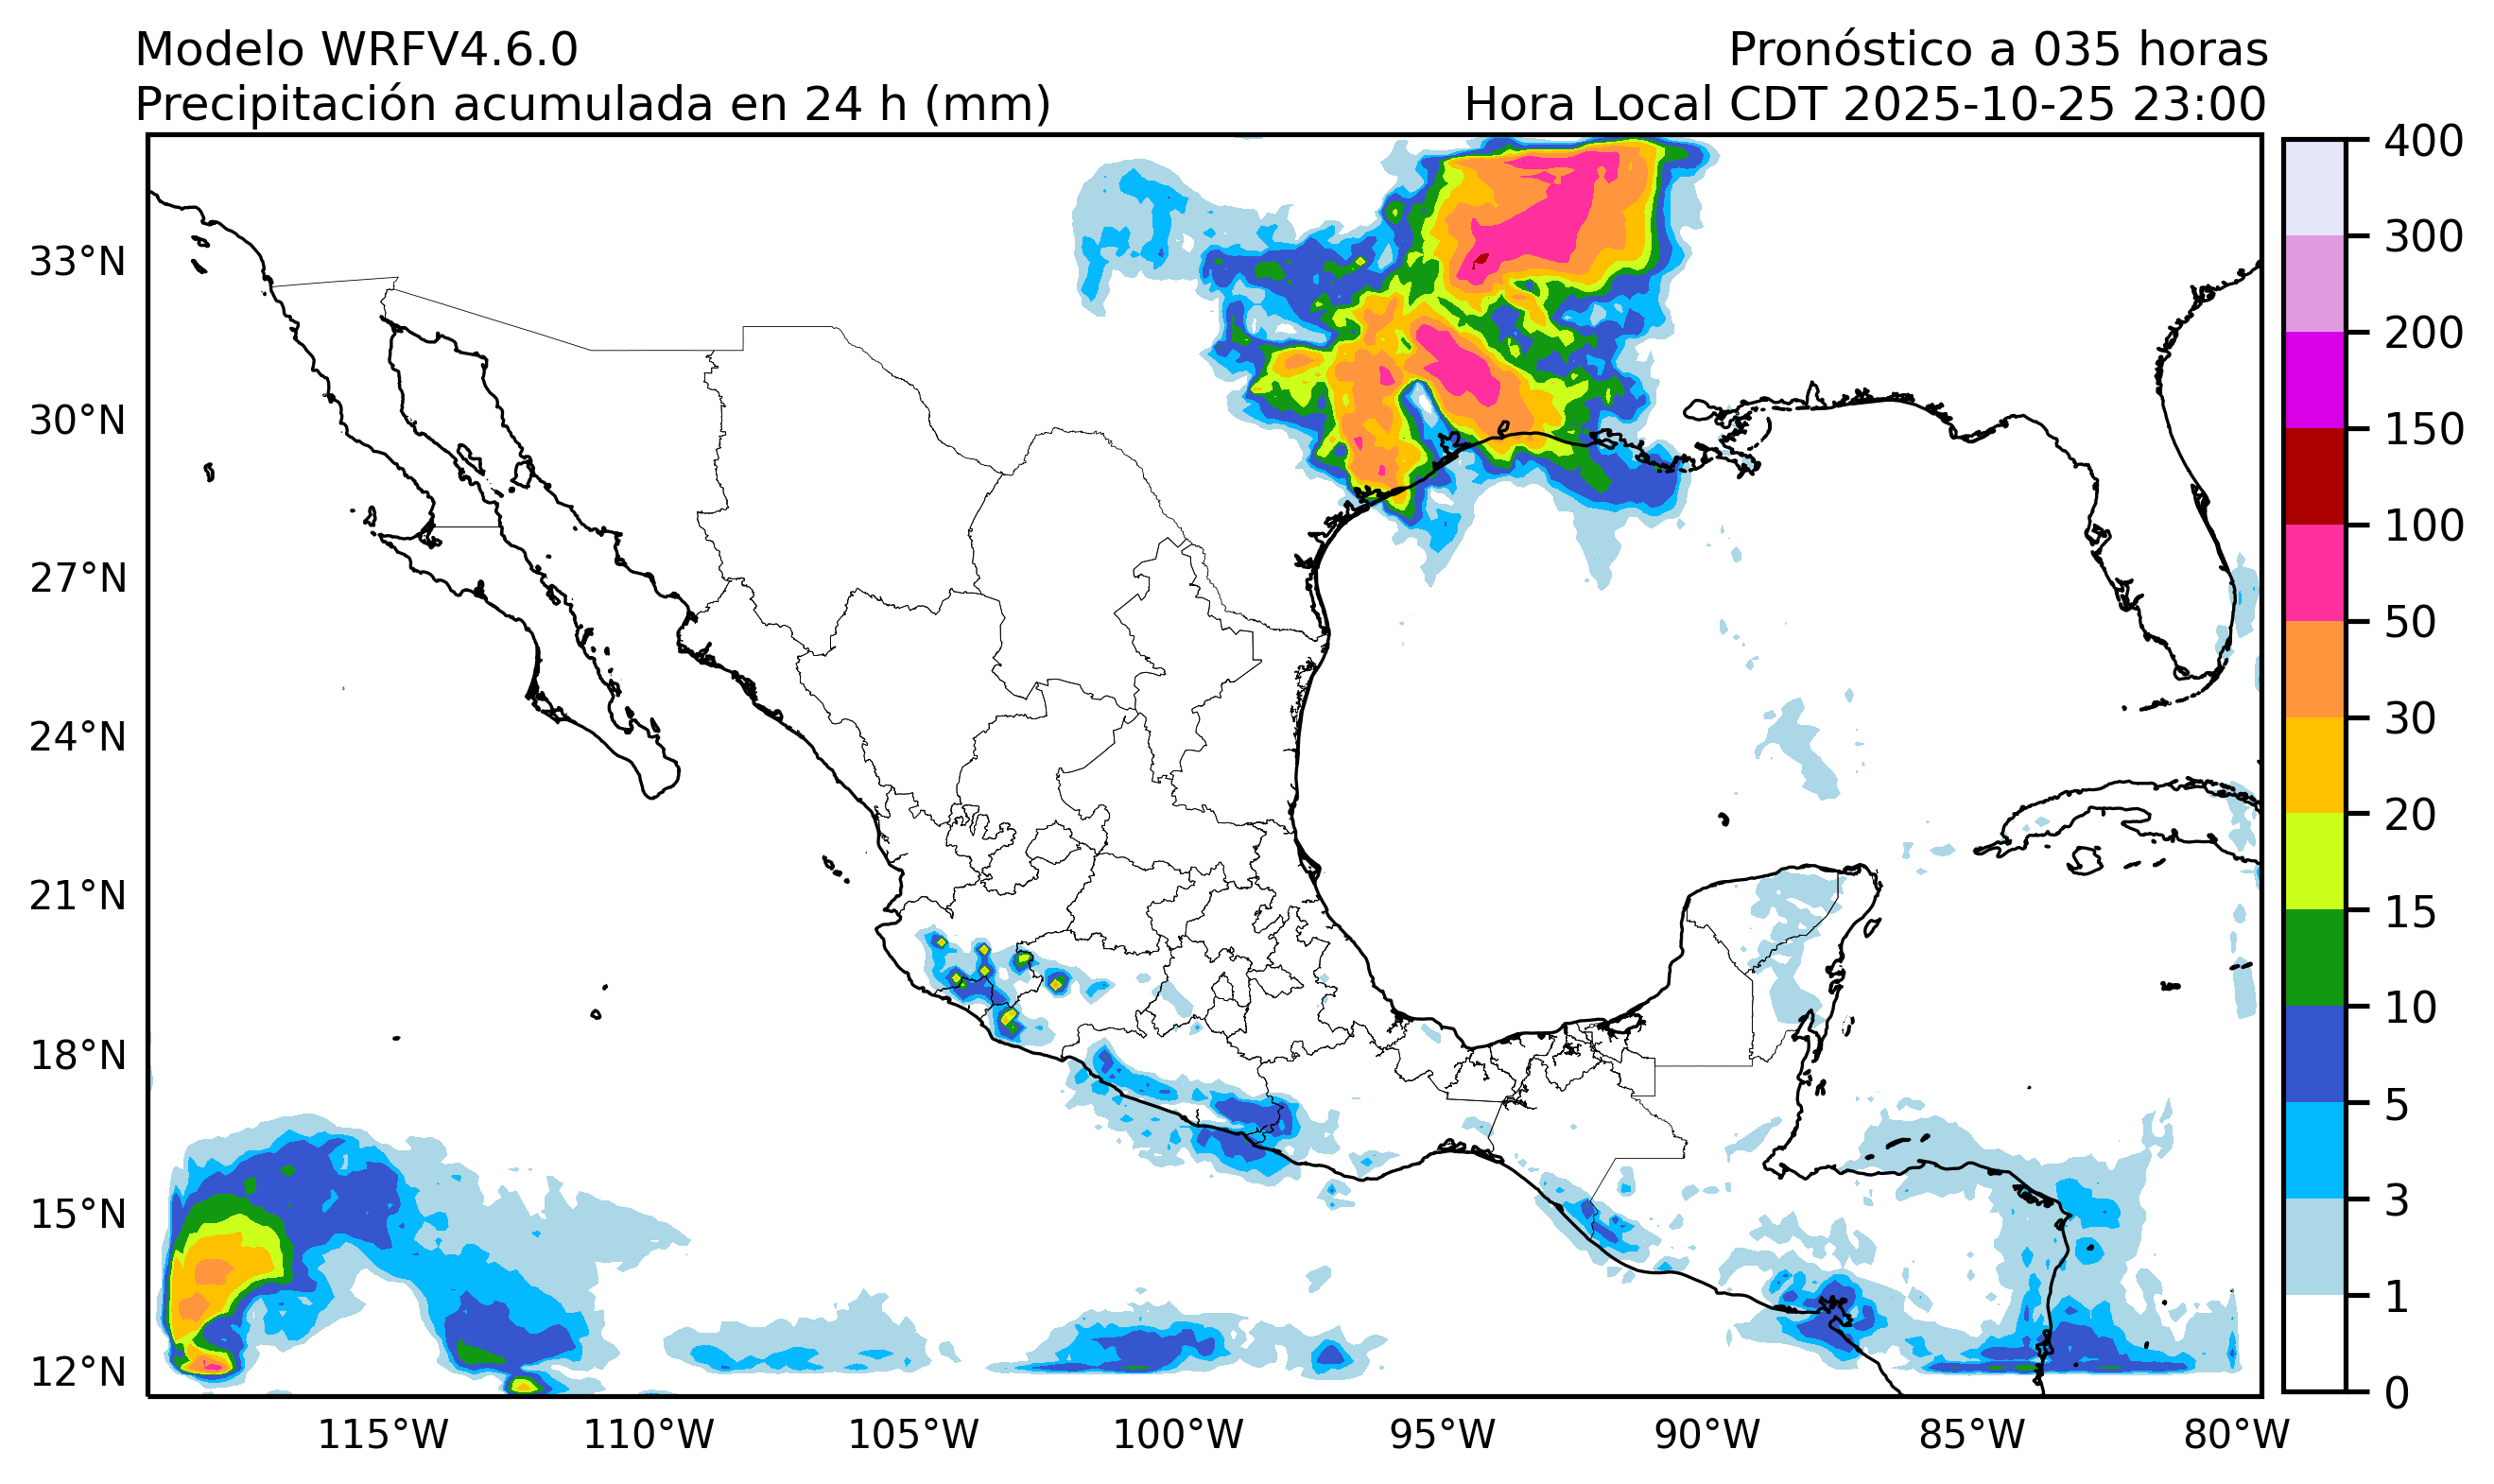 Modelo WRFV4.6.0
Pronóstico a 035 horas
Precipitación acumulada en 24 h (mm)
Hora Local CDT 2025-10-25 23:00
33°N
30°N
27°N
24°N
21°N
18°N
15°N
12°N
115°W
110°W
105°W
100°W
95°W
90°W
85°W
80°W
400
300
200
150
100
50
30
20
15
10
5
3
1
0